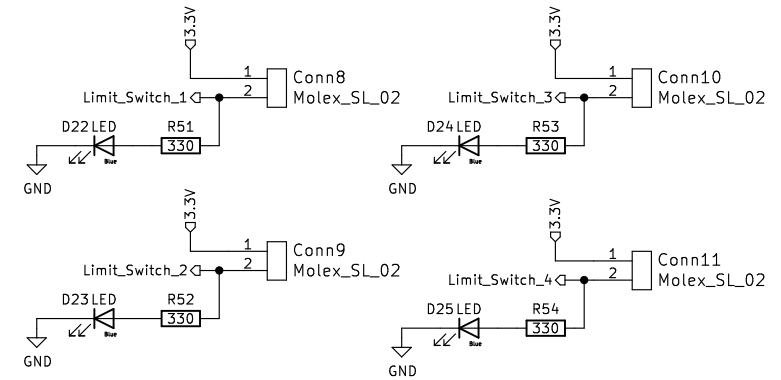 3.3V
1
Conn8
2
Limit_Switch_1
Molex_SL_02
D22 LED
R51
330
Blue
GND
3.3V
1
Conn10
2
Limit_Switch_3
Molex_SL_02
D24 LED
R53
330
Blue
GND
3.3V
1
Conn9
2
Limit_Switch_2
Molex_SL_02
D23 LED
R52
330
Blue
GND
3.3V
1
Conn11
2
Limit_Switch_4
Molex_SL_02
D25 LED
R54
330
Blue
GND